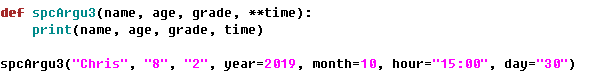 def spcArgu3(name, age, grade, **time):
    print(name, age, grade, time)
spcArgu3("Chris", "8", "2", year=2019, month=10, hour="15:00", day="30")